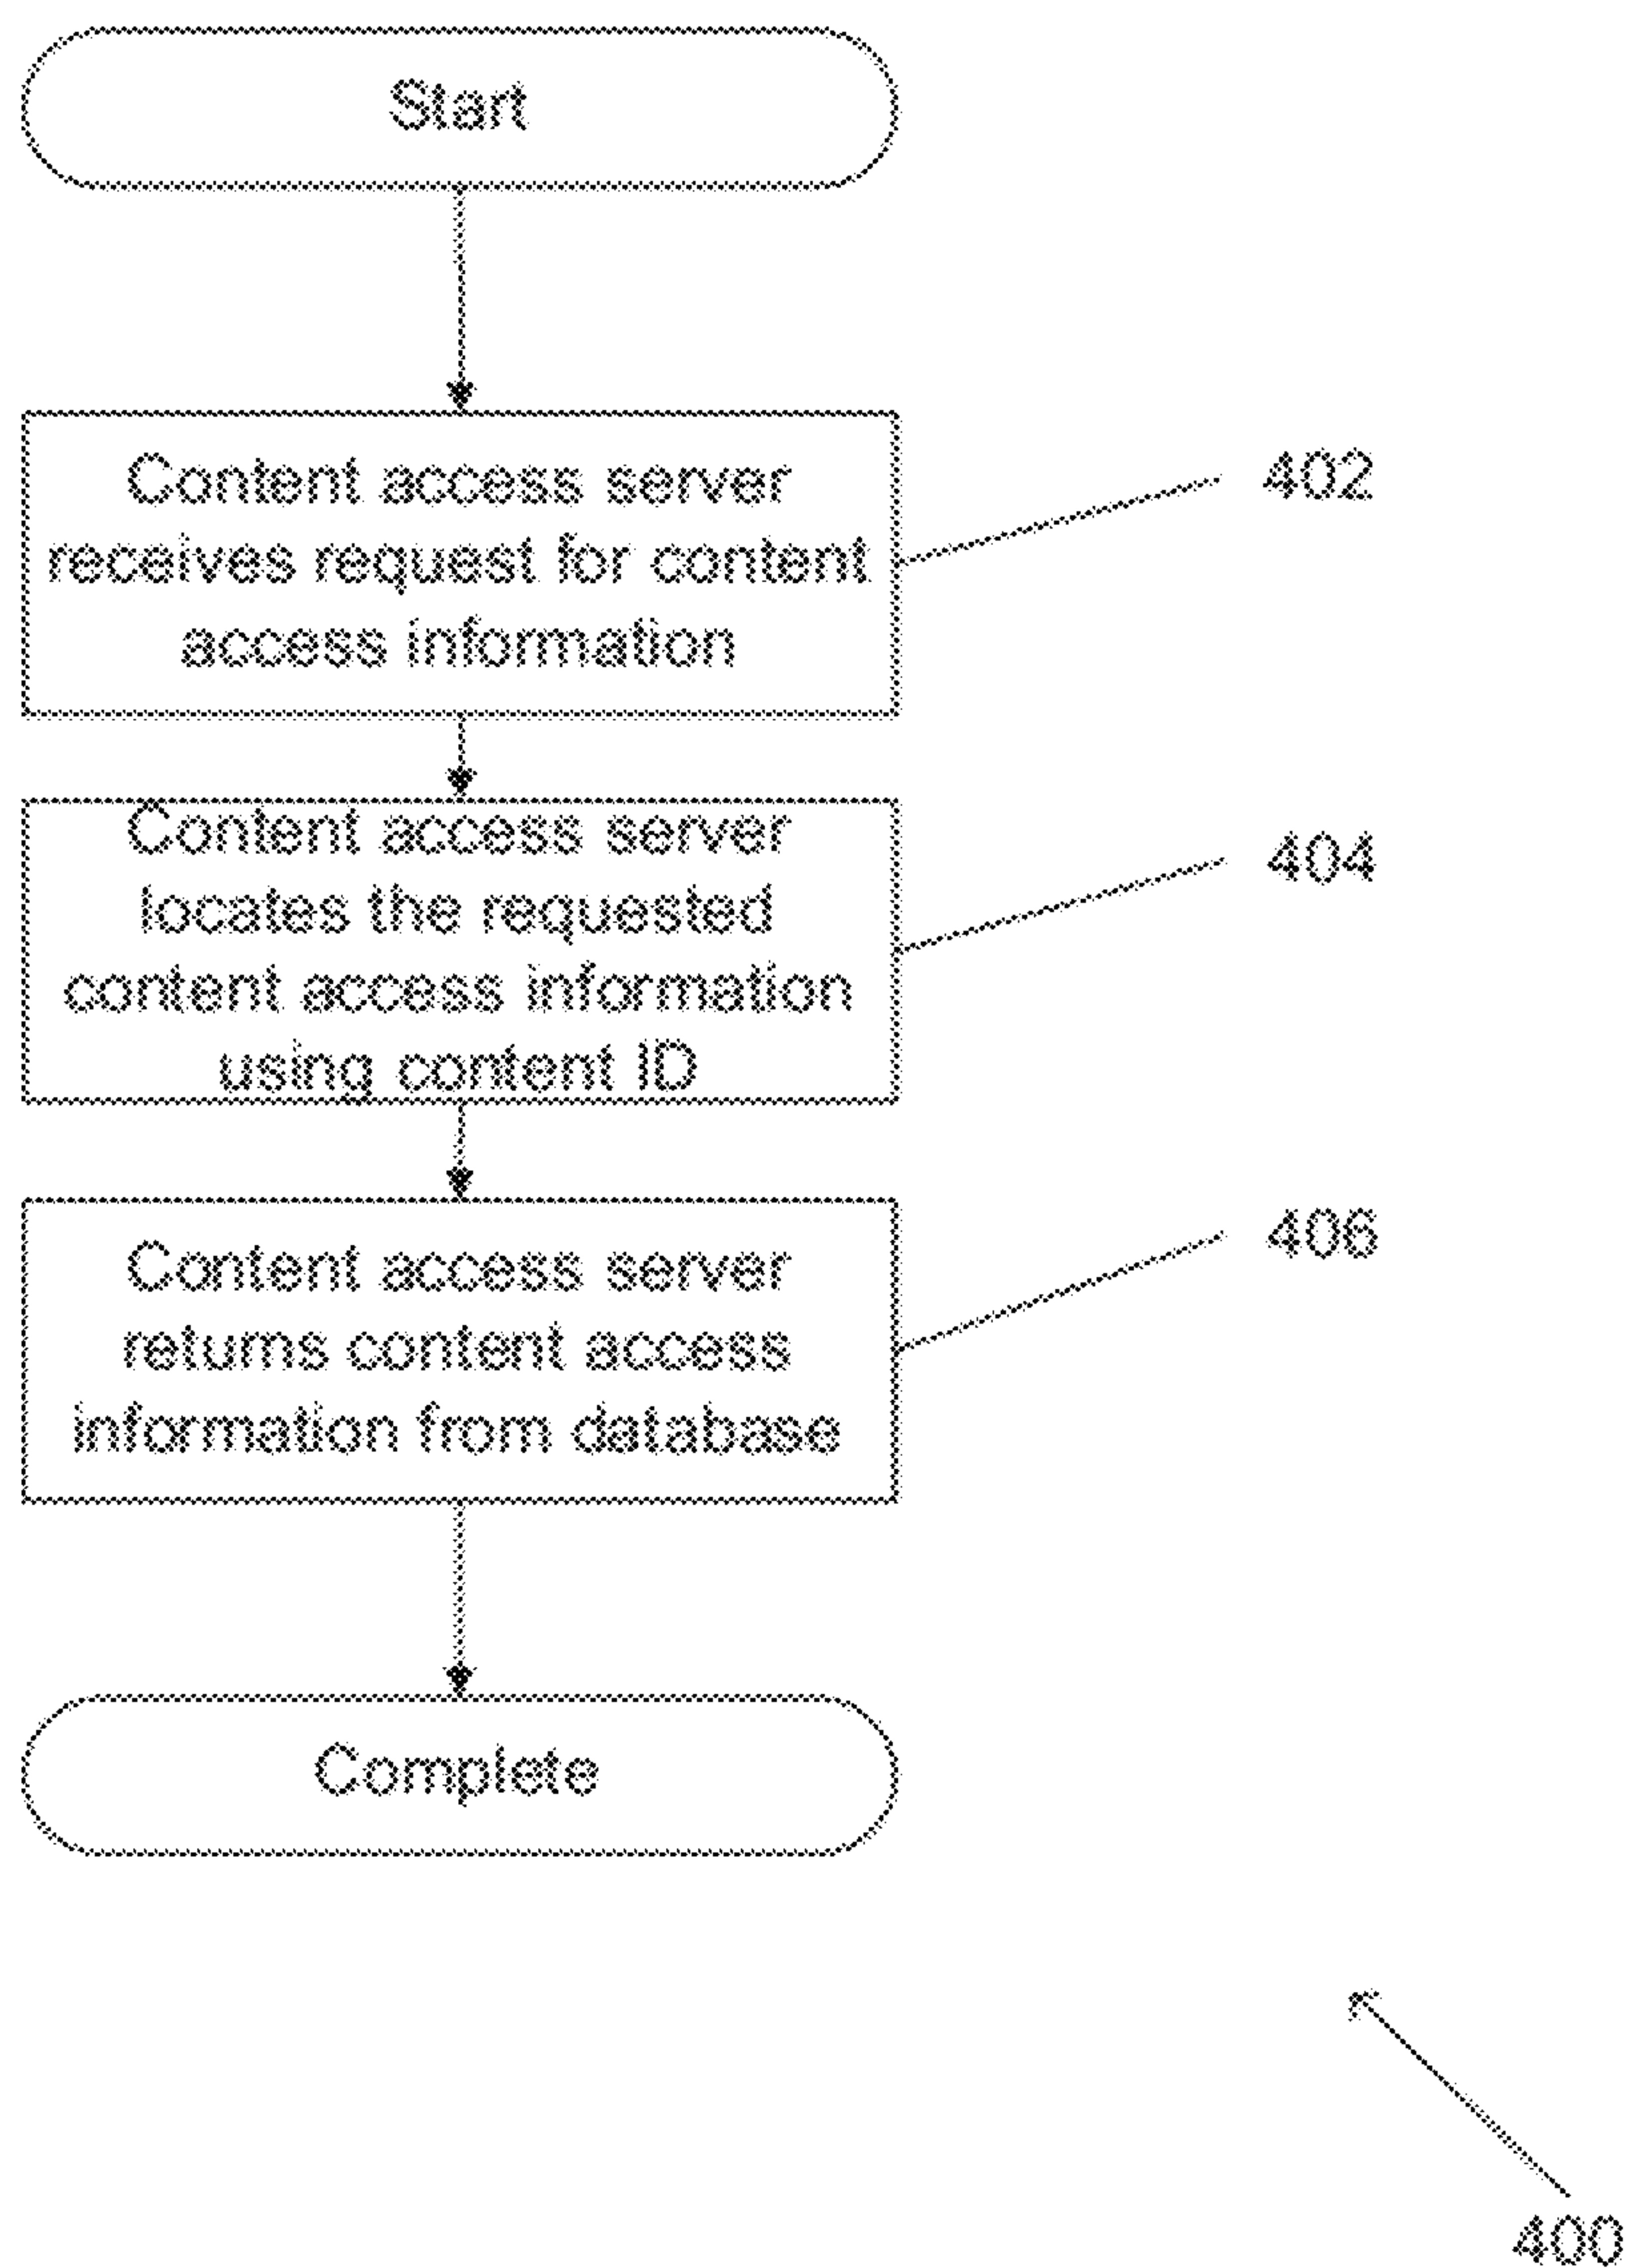 Start
Content access server
receives request for content
access information
402
Content access server
locates the requested
content access information
using content ID
404
Content access server
returns content access
information from database
406
Complete
400